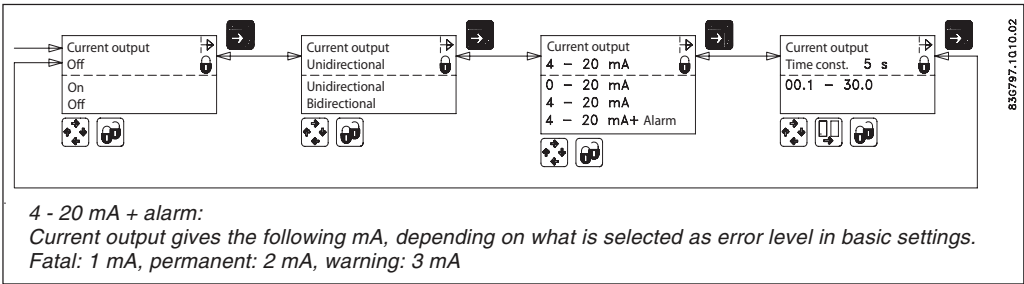 Current output
Off
On
Off
Current output
Unidirectional
Unidirectional
Bidirectional
Current output
4 - 20 mA
0 - 20 mA
4 - 20 mA
4 - 20 mA+ Alarm
Current output
Time const. 5 s
00.1 - 30.0
83G797.10.10.02
4 - 20 mA + alarm:
Current output gives the following mA, depending on what is selected as error level in basic settings.
Fatal: 1 mA, permanent: 2 mA, warning: 3 mA